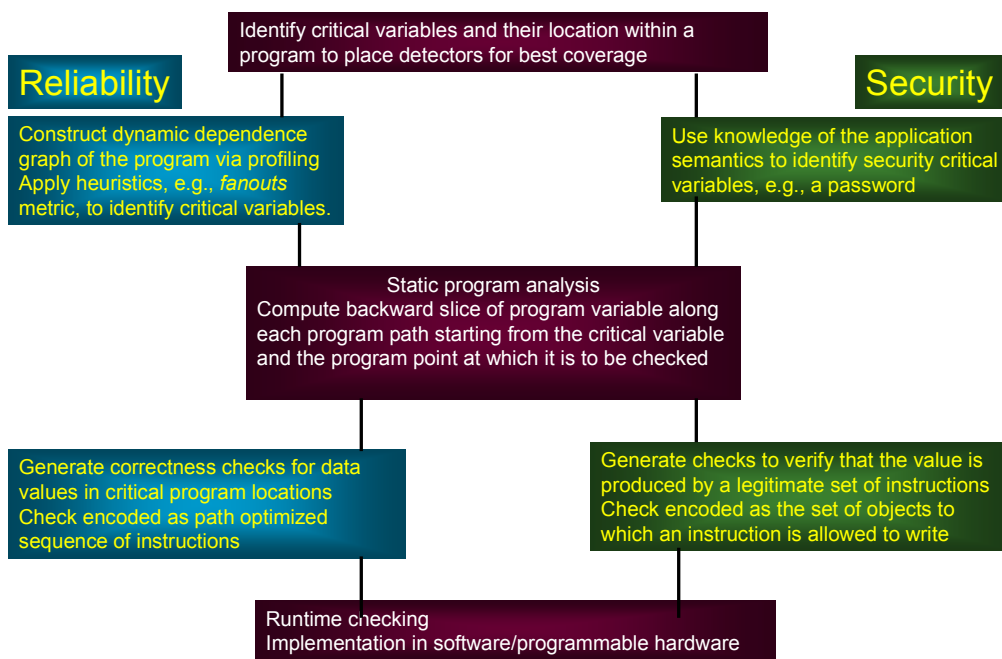 Identify critical variables and their location within a
program to place detectors for best coverage
Reliability
Security
Construct dynamic dependence
graph of the program via profiling
Apply heuristics, e.g., fanouts
metric, to identify critical variables.
Use knowledge of the application
semantics to identify security critical
variables, e.g., a password
Static program analysis
Compute backward slice of program variable along
each program path starting from the critical variable
and the program point at which it is to be checked
Generate correctness checks for data
values in critical program locations
Check encoded as path optimized
sequence of instructions
Generate checks to verify that the value is
produced by a legitimate set of instructions
Check encoded as the set of objects to
which an instruction is allowed to write
Runtime checking
Implementation in software/programmable hardware